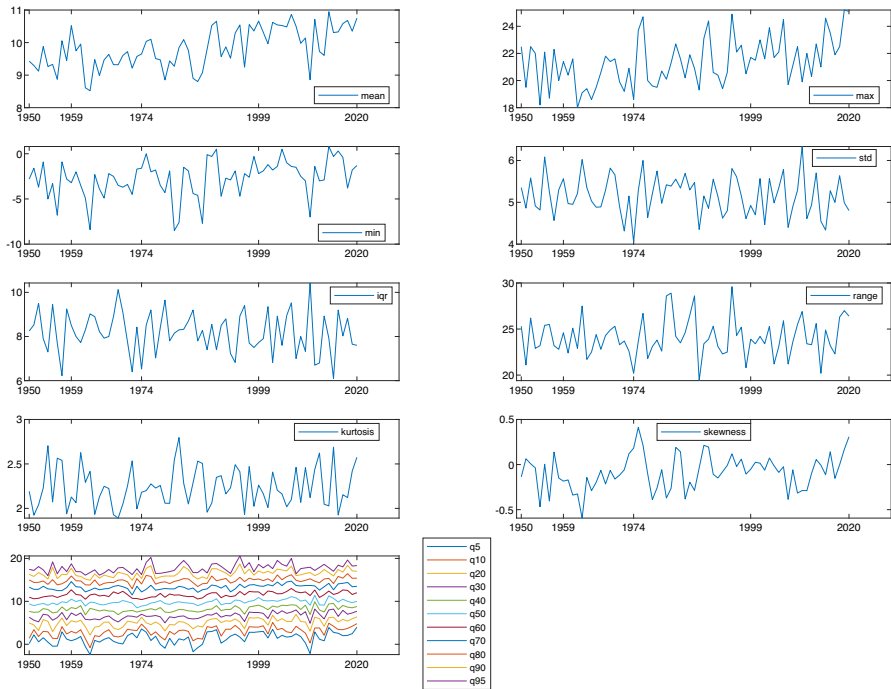 11
10
9
8
1950 1959 1974 1999 2020
mean
24
22
20
18
1950 1959 1974 1999 2020
max
0
-5
-10
1950 1959 1974 1999 2020
min
6
5
4
1950 1959 1974 1999 2020
std
10
8
6
1950 1959 1974 1999 2020
iqr
30
25
20
1950 1959 1974 1999 2020
range
3
2.5
2
1950 1959 1974 1999 2020
kurtosis
0.5
0
-0.5
1950 1959 1974 1999 2020
skewness
20
10
0
1950 1959 1974 1999 2020
q5
q10
q20
q30
q40
q50
q60
q70
q80
q90
q95